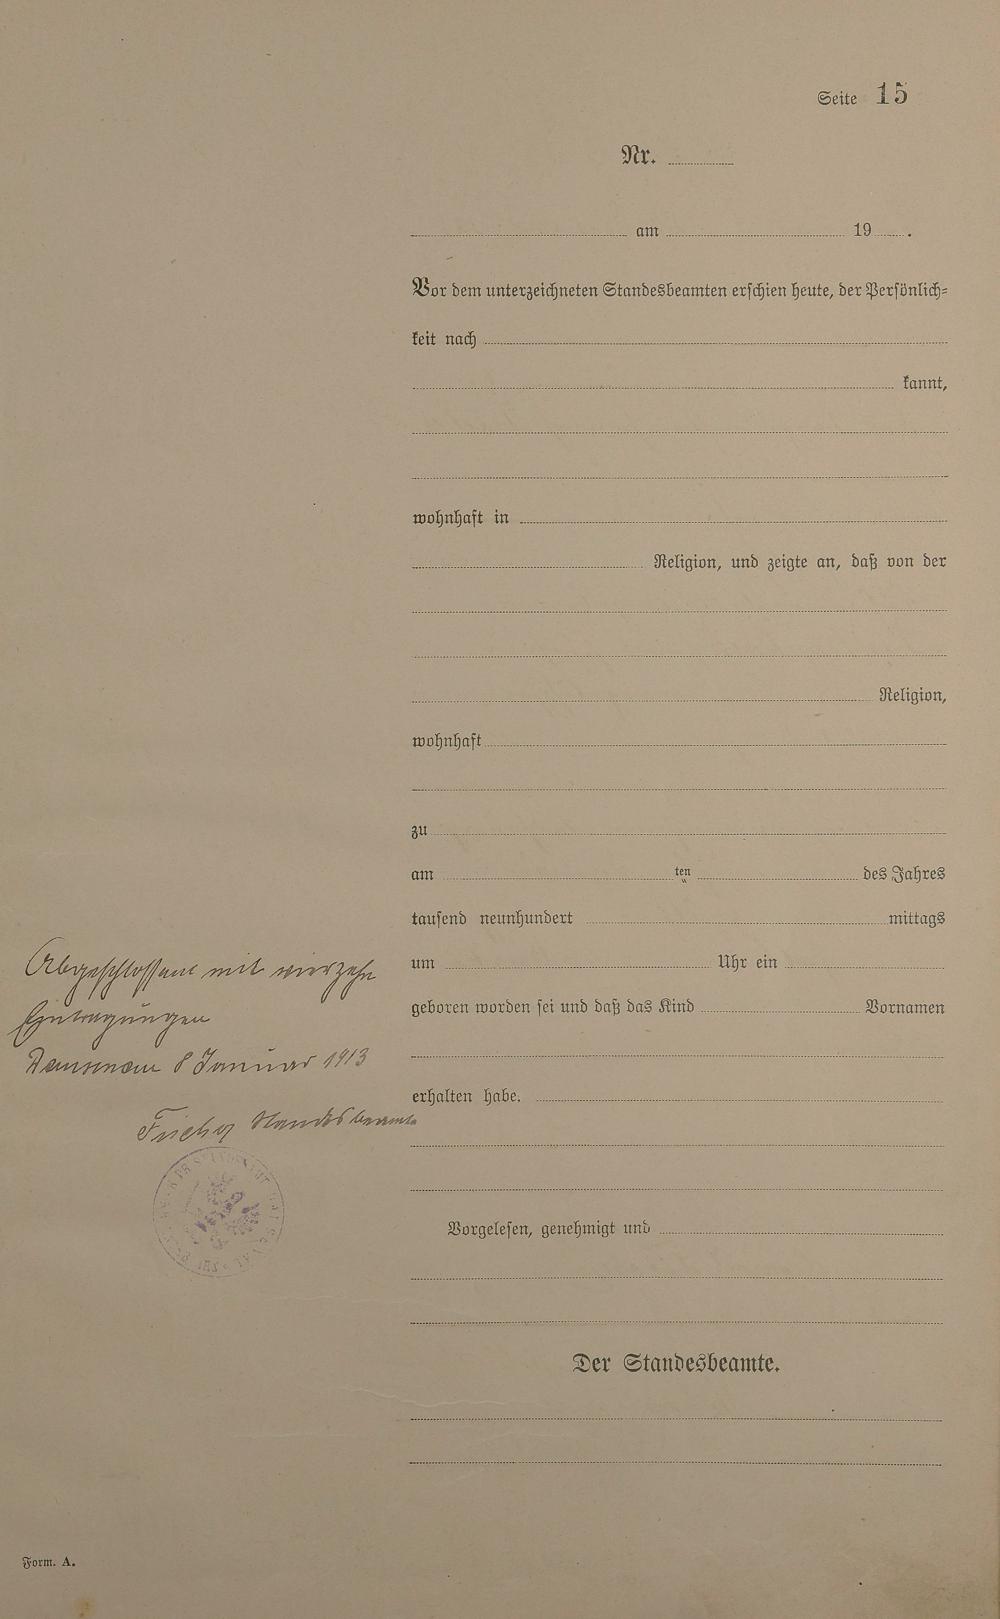 Seite 15
Nr.
am 19 .
Vor dem unterzeichneten Standesbeamten erschien heute, der Persönlich=
keit nach
kannt,
wohnhaft in
Religion, und zeigte an, daß von der
Religion,
wohnhaft
zu
am ten des Jahres
tausend neunhundert mittags
um Uhr ein
geboren worden sei und daß das Kind Vornamen
erhalten habe.
Vorgelesen, genehmigt und
Der Standesbeamte.
Abgeschlossen mit vierzehn
Eintragungen
8 Januar 1913
Standesbeamte
Form. A.